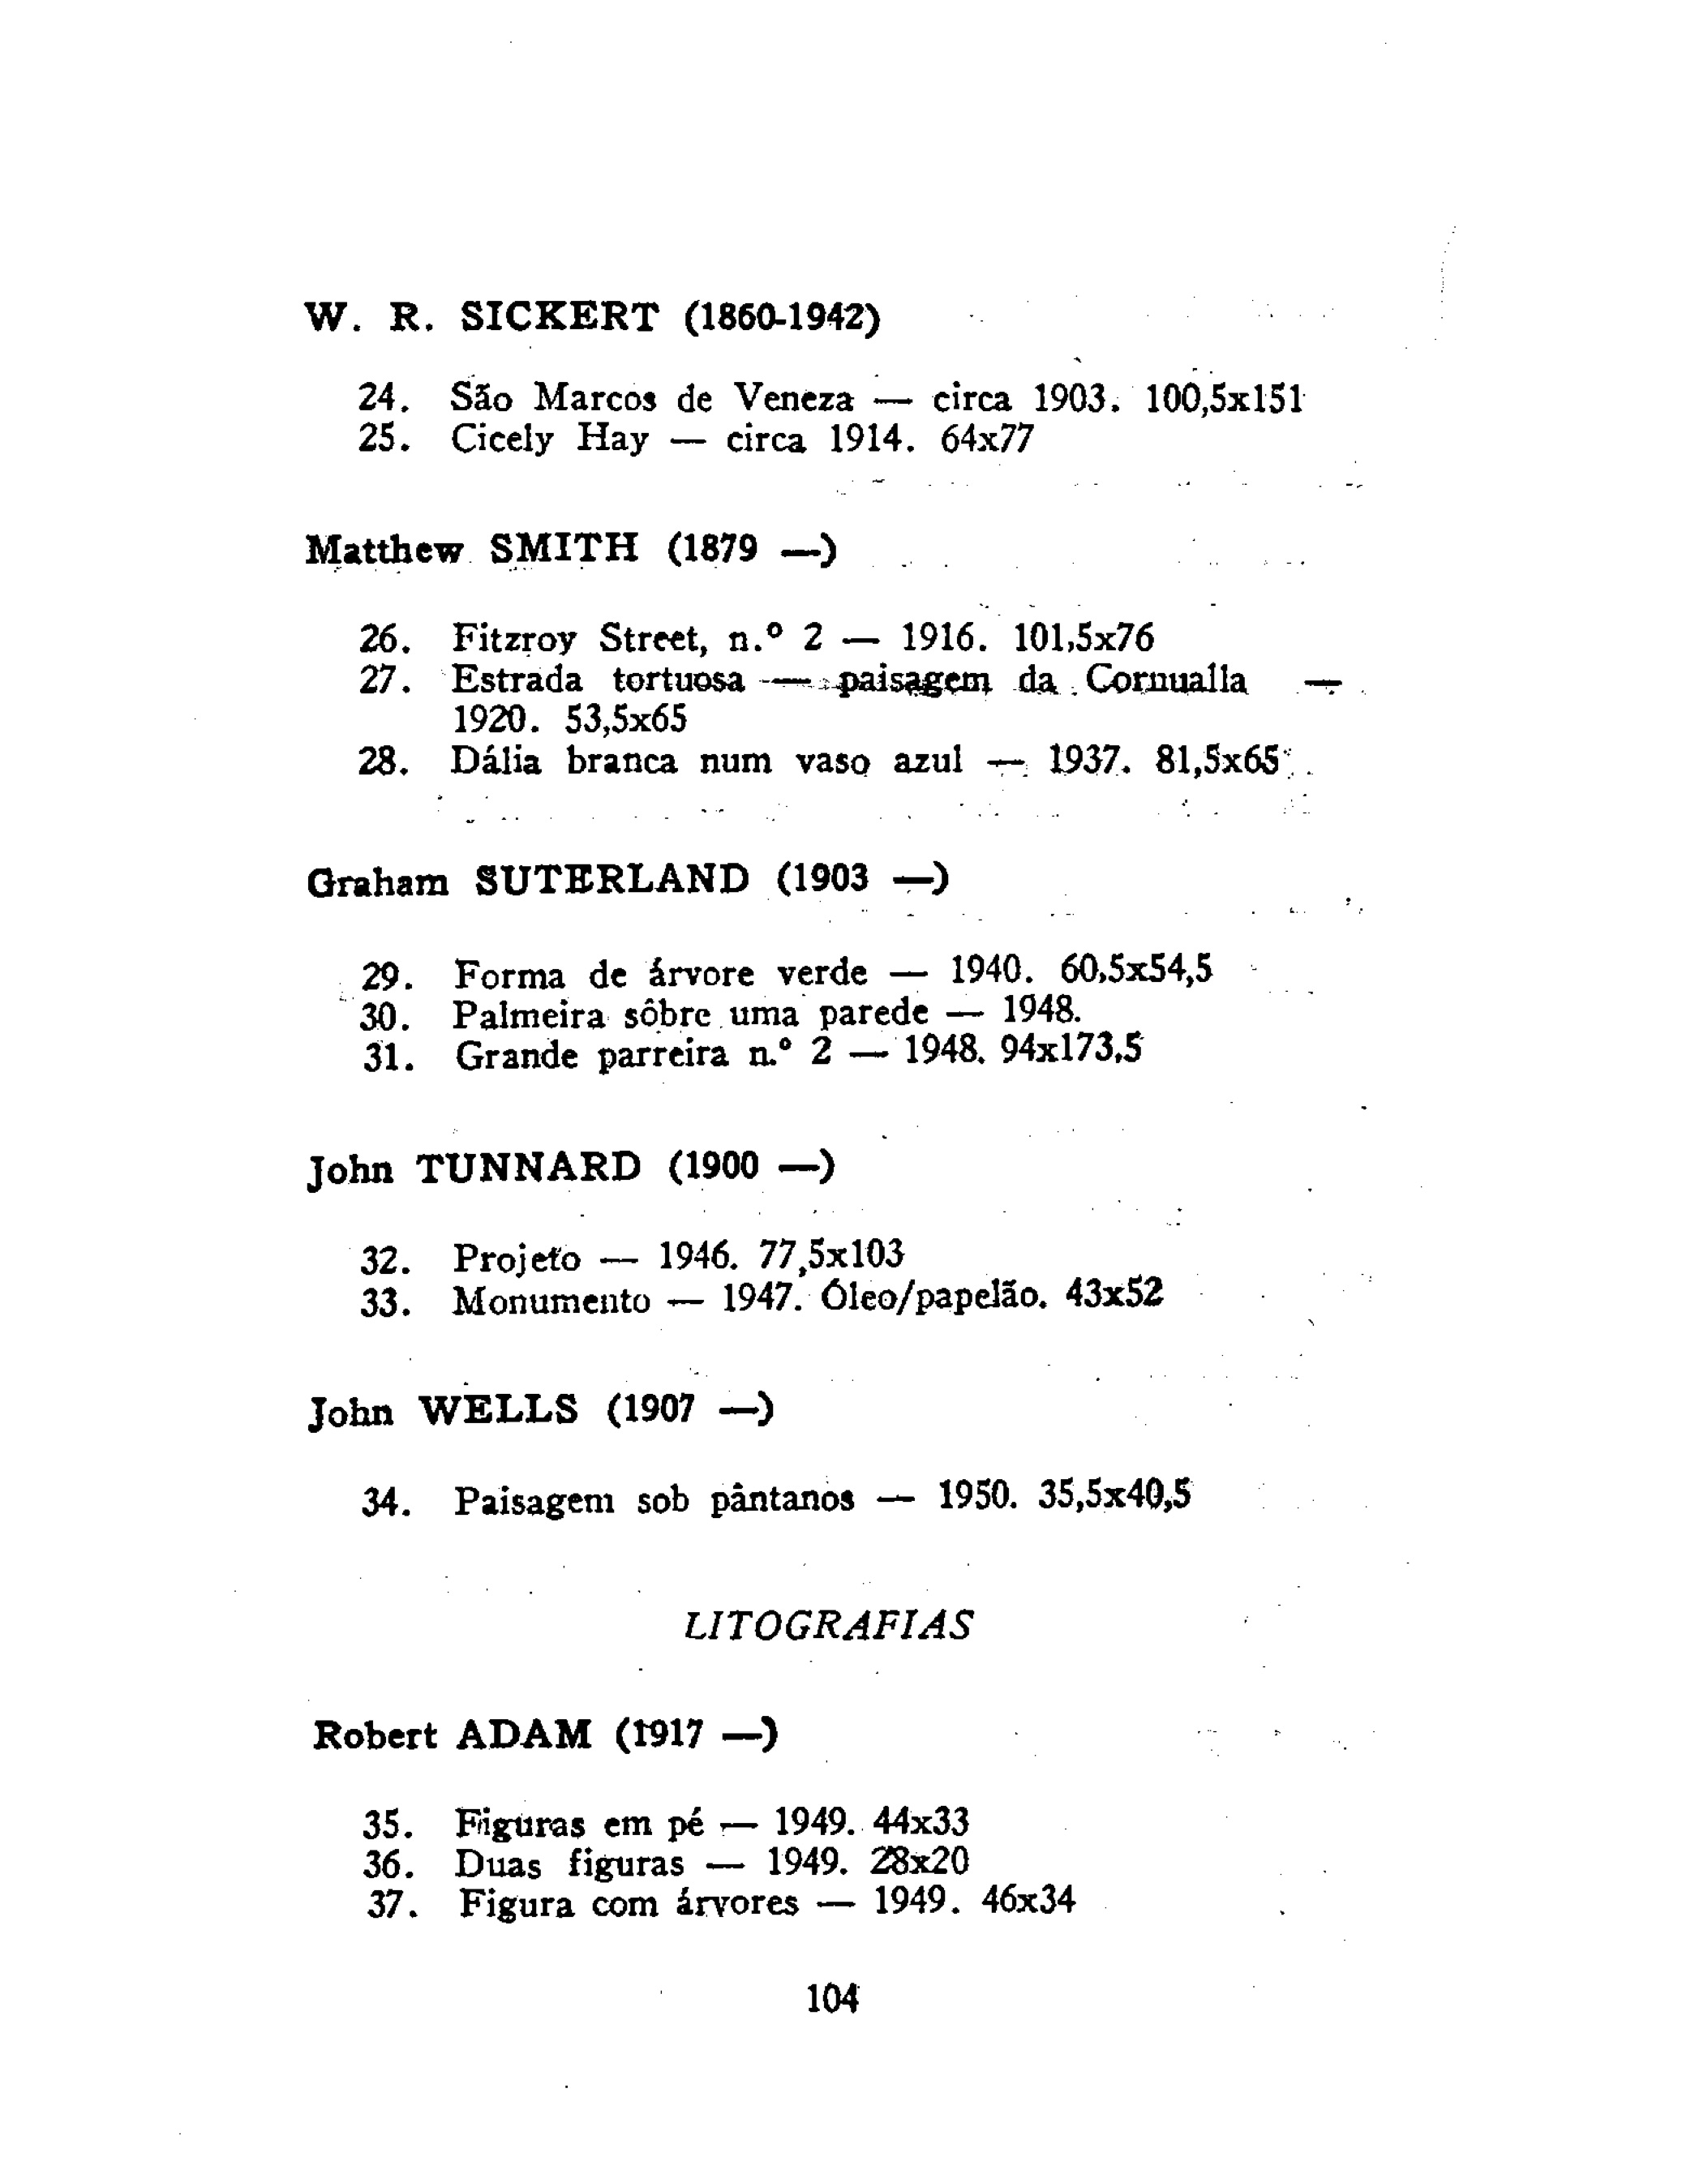 W. R. SICKERT (1860-1942)
24. São Marcos de Veneza — circa 1903. 100,5x151
25. Cicely Hay — circa 1914. 64x77
Matthew SMITH (1879 —)
26. Fitzroy Street, n.º 2 — 1916. 101,5x76
27. Estrada tortuosa — paisagem da Cornualla —
1920. 53,5x65
28. Dália branca num vaso azul — 1937. 81,5x65
Graham SUTERLAND (1903 —)
29. Forma de árvore verde — 1940. 60,5x54,5
30. Palmeira sôbre uma parede — 1948.
31. Grande parreira n.º 2 — 1948. 94x173,5
John TUNNARD (1900 —)
32. Projeto — 1946. 77,5x103
33. Monumento — 1947. Óleo/papelão. 43x52
John WELLS (1907 —)
34. Paisagem sob pântanos — 1950. 35,5x40,5
LITOGRAFIAS
Robert ADAM (1917 —)
35. Figuras em pé — 1949. 44x33
36. Duas figuras — 1949. 28x20
37. Figura com árvores — 1949. 46x34
104